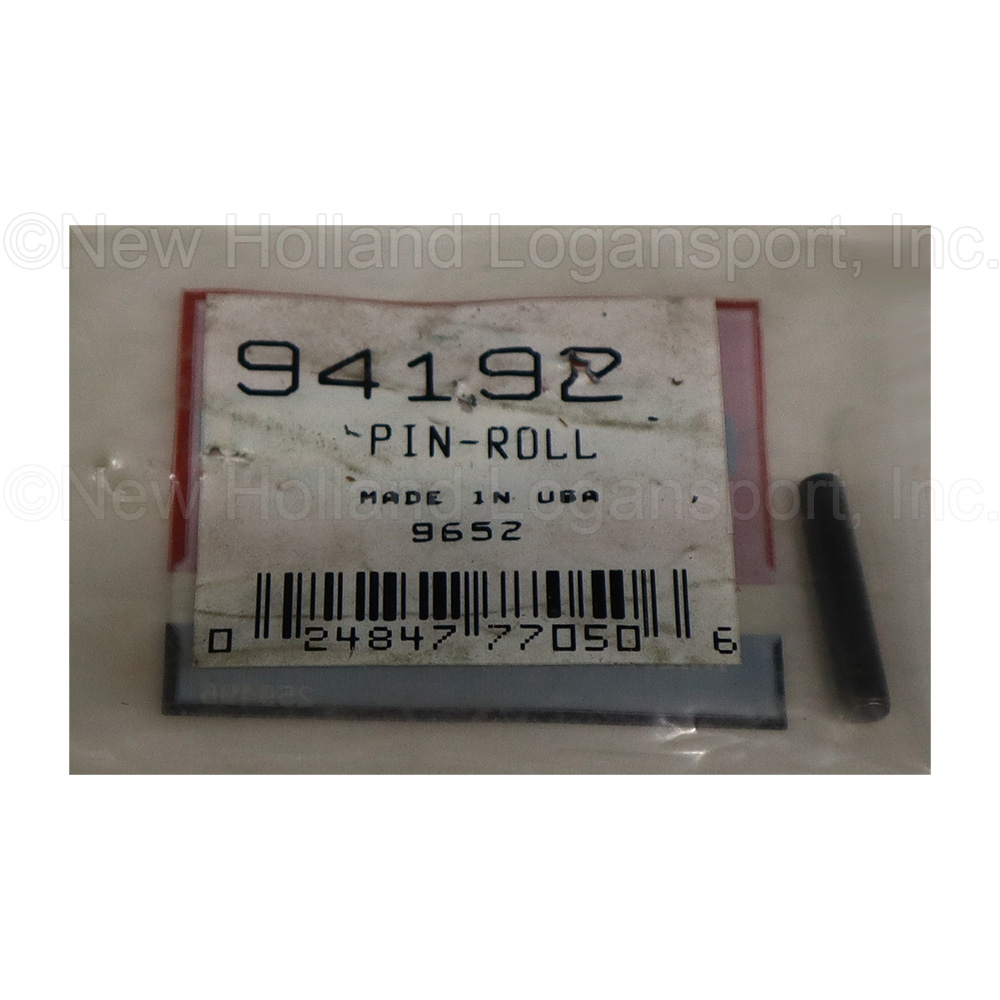 ©New Holland Logansport, Inc.
94192
-PIN-ROLL
©New Holland Logansport, Inc.
MADE IN USA
9652
0 24847 77050 6